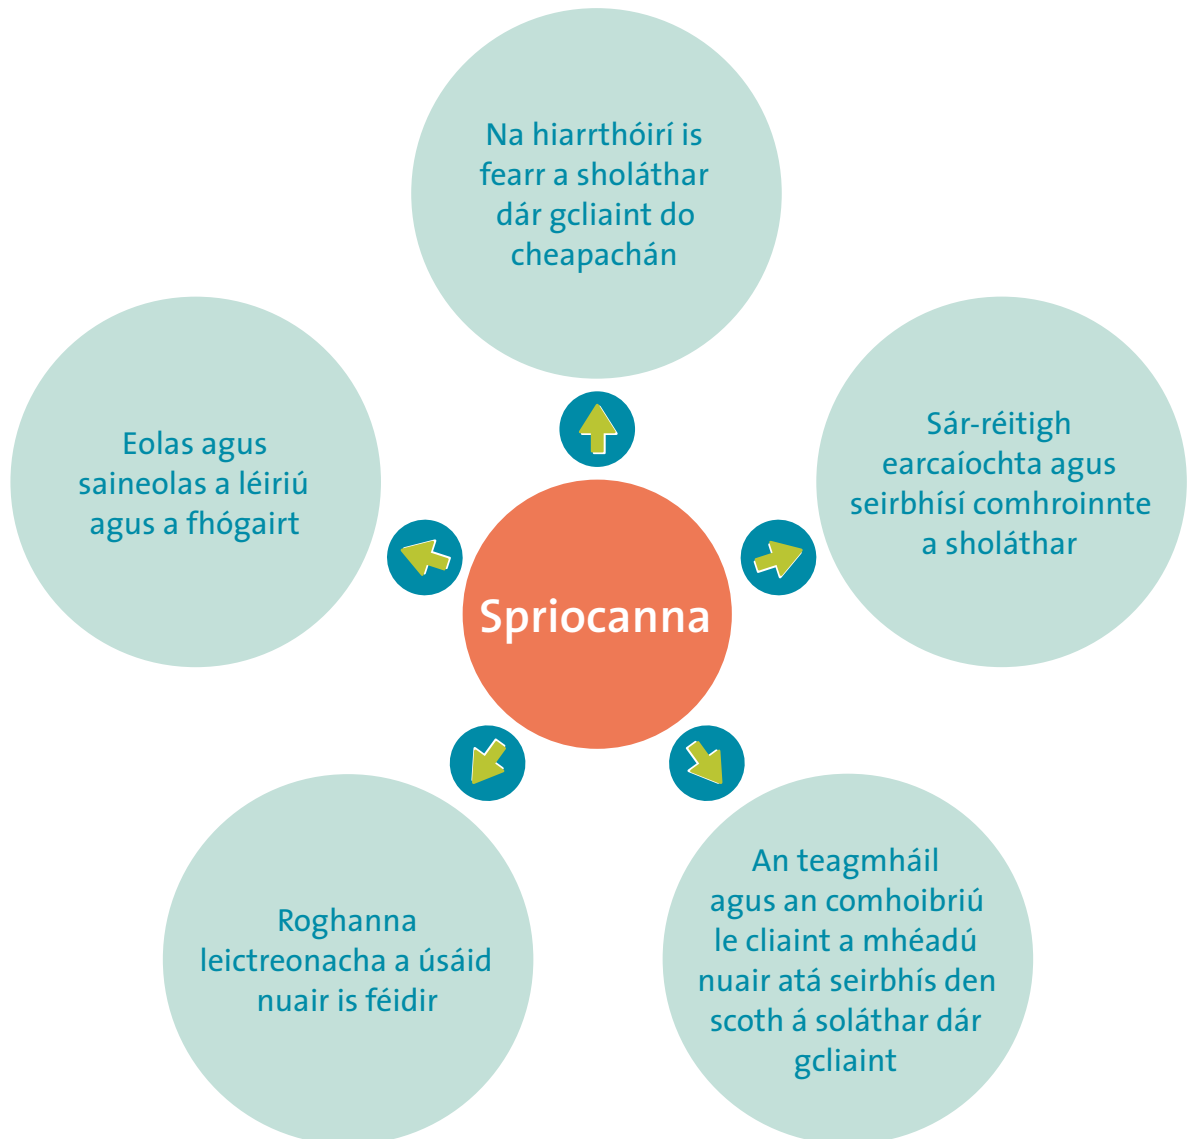 Na hiarrthóirí is
fearr a sholáthar
dár gcliaint do
cheapachán
Sár-réitigh
earcaíochta agus
seirbhísí comhroinnte
a sholáthar
Eolas agus
saineolas a léiriú
agus a fhógairt
Spriocanna
An teagmháil
agus an comhoibriú
le cliaint a mhéadú
nuair atá seirbhís den
scoth á soláthar dár
gcliaint
Roghanna
leictreonacha a úsáid
nuair is féidir